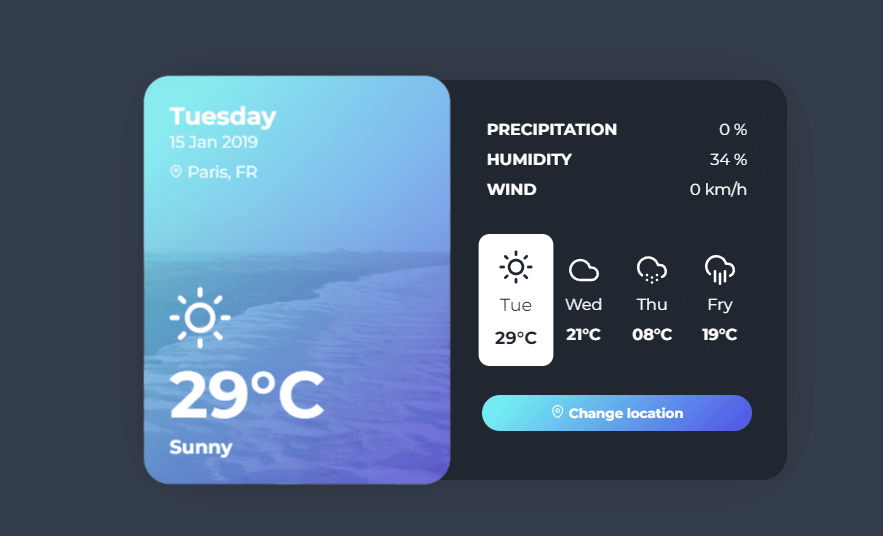 Tuesday
15 Jan 2019
Paris, FR
29°C
Sunny
PRECIPITATION 0 %
HUMIDITY 34 %
WIND 0 km/h
Tue Wed Thu Fry
29°C 21°C 08°C 19°C
Change location